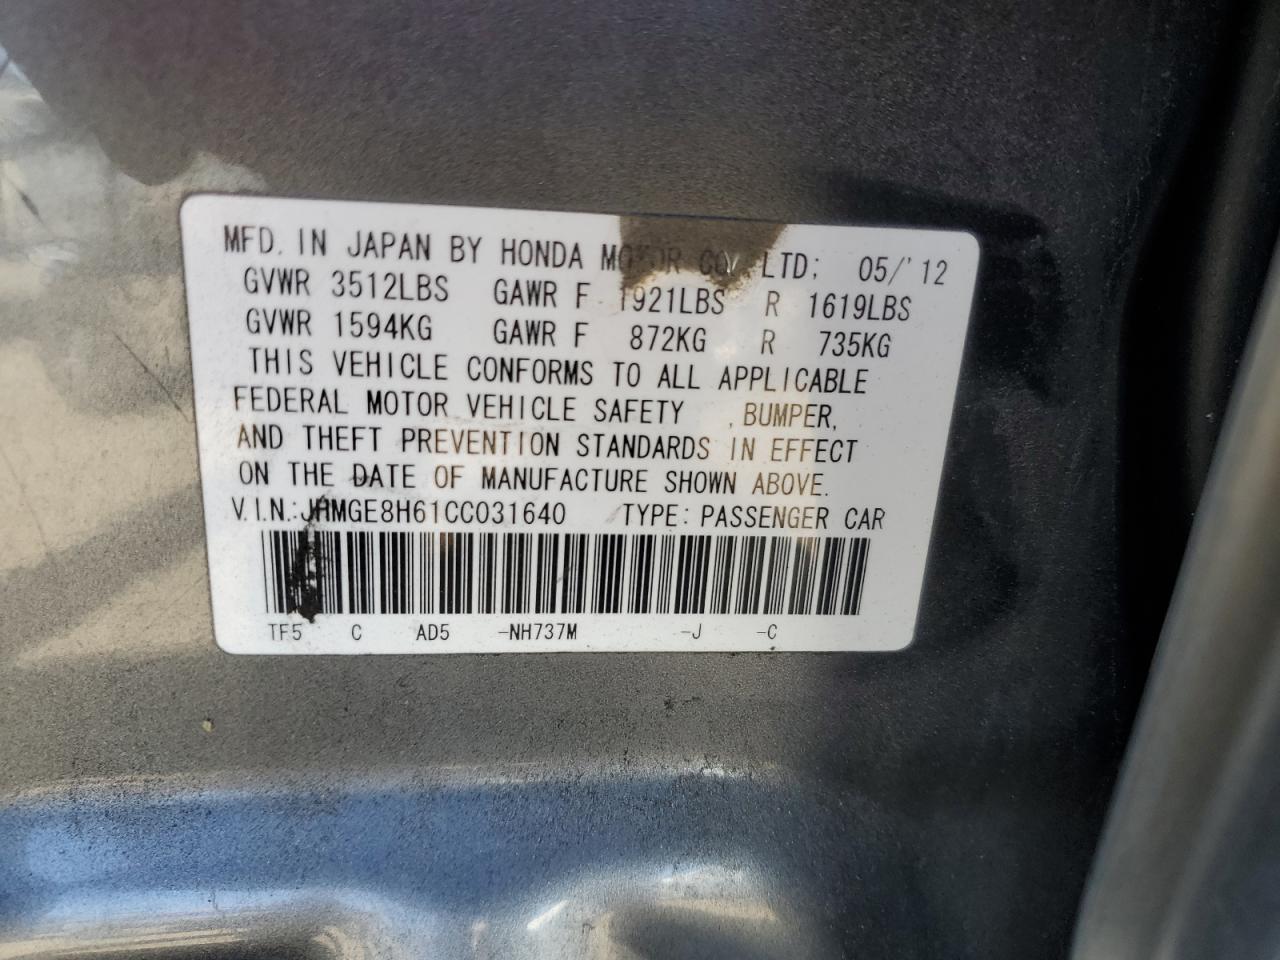 MFD. IN JAPAN BY HONDA MOTOR CO., LTD; 05/'12
GVWR 3512LBS GAWR F 1921LBS R 1619LBS
GVWR 1594KG GAWR F 872KG R 735KG
THIS VEHICLE CONFORMS TO ALL APPLICABLE
FEDERAL MOTOR VEHICLE SAFETY , BUMPER,
AND THEFT PREVENTION STANDARDS IN EFFECT
ON THE DATE OF MANUFACTURE SHOWN ABOVE.
V.I.N.:JHMGE8H61CC031640 TYPE: PASSENGER CAR
TF5 C AD5 -NH737M -J -C